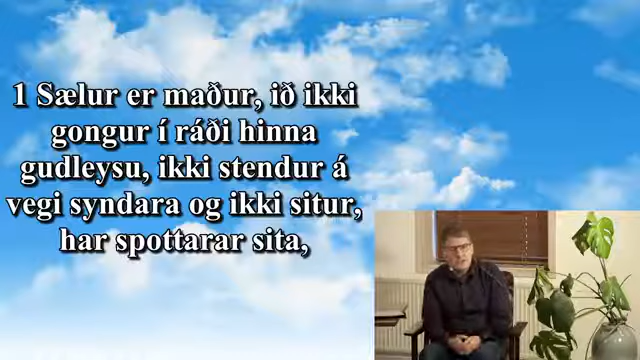 1 Sælur er maður, ið ikki
gongur í ráði hinna
gudleysu, ikki stendur á
vegi syndara og ikki situr,
har spottarar sita,